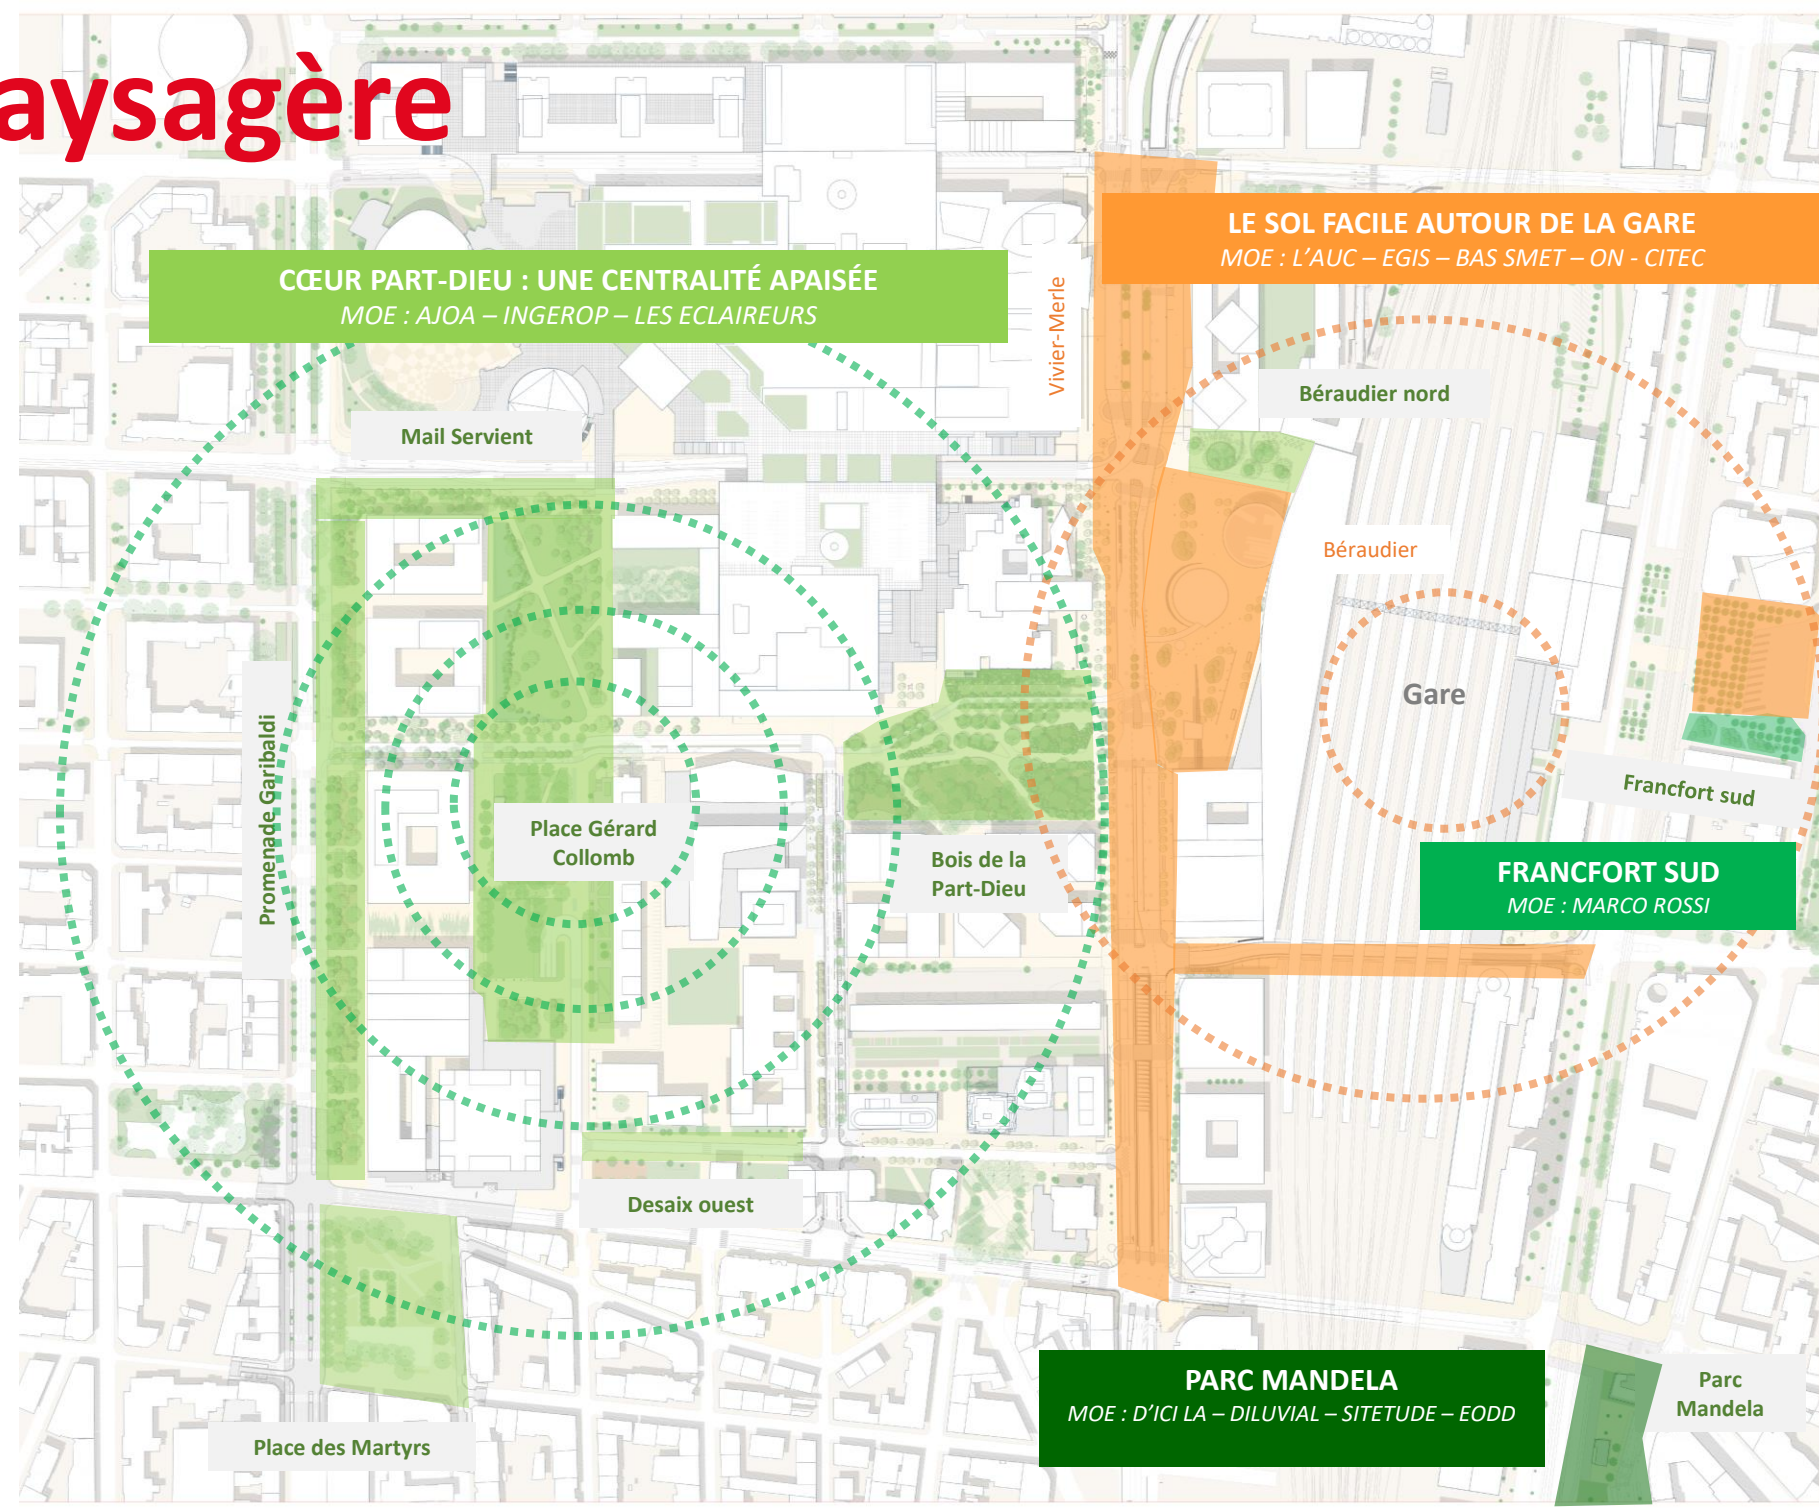 aysagère
LE SOL FACILE AUTOUR DE LA GARE
MOE : L'AUC – EGIS – BAS SMET – ON - CITEC
CŒUR PART-DIEU : UNE CENTRALITÉ APAISÉE
MOE : AJOA – INGEROP – LES ECLAIREURS
Vivier-Merle
Béraudier nord
Mail Servient
Béraudier
Gare
Promenade Garibaldi
Francfort sud
Place Gérard
Collomb
Bois de la
Part-Dieu
FRANCFORT SUD
MOE : MARCO ROSSI
Desaix ouest
PARC MANDELA
MOE : D'ICI LA – DILUVIAL – SITETUDE – EODD
Parc
Mandela
Place des Martyrs